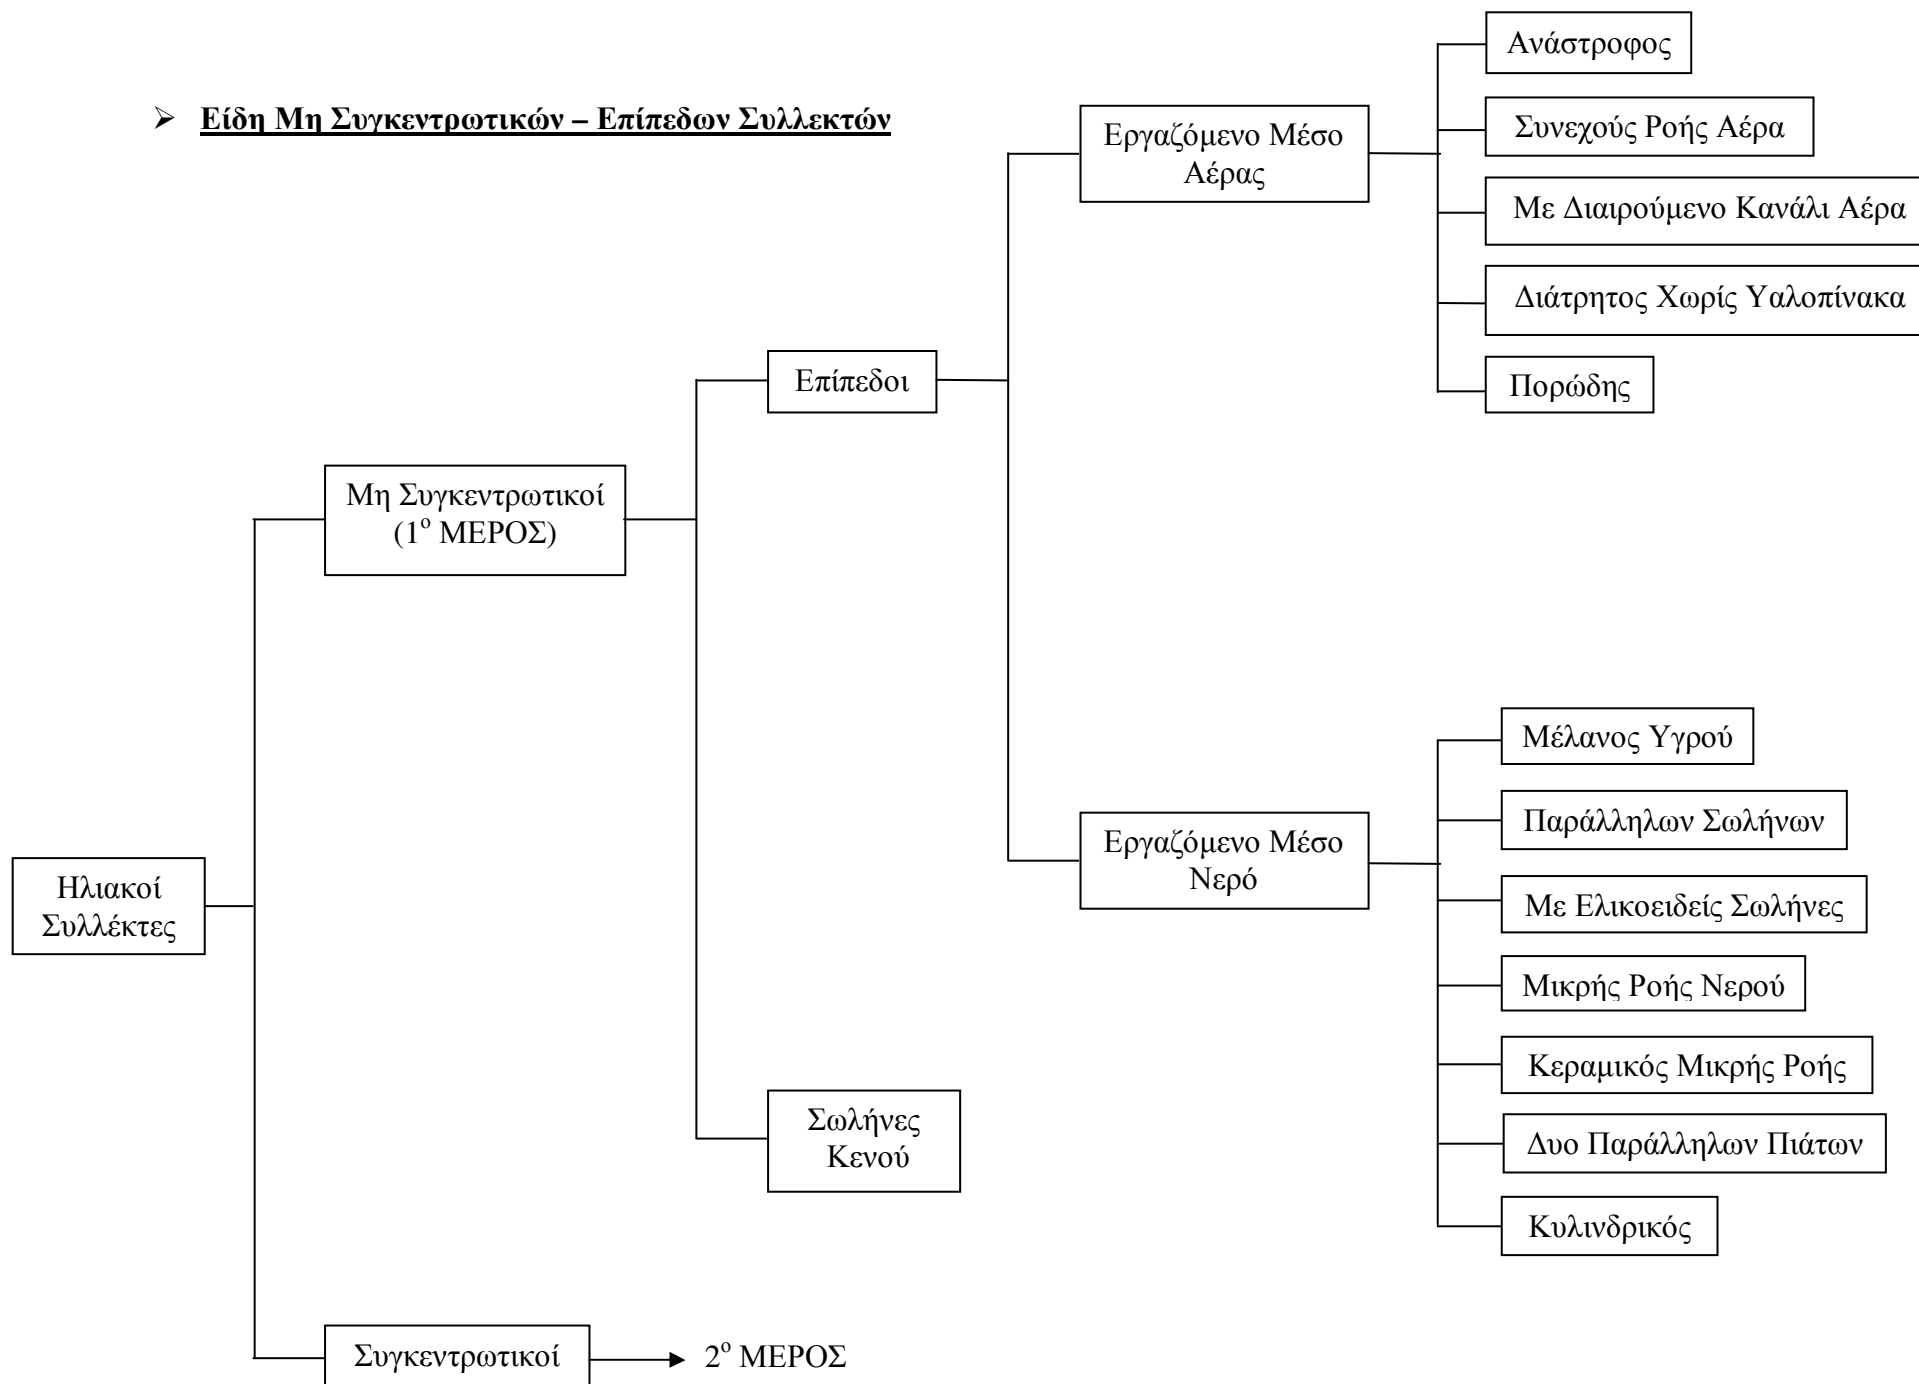 ➢ Είδη Μη Συγκεντρωτικών – Επίπεδων Συλλεκτών
Ηλιακοί
Συλλέκτες
Μη Συγκεντρωτικοί
(1ο ΜΕΡΟΣ)
Επίπεδοι
Εργαζόμενο Μέσο
Αέρας
Ανάστροφος
Συνεχούς Ροής Αέρα
Με Διαιρούμενο Κανάλι Αέρα
Διάτρητος Χωρίς Υαλοπίνακα
Πορώδης
Εργαζόμενο Μέσο
Νερό
Μέλανος Υγρού
Παράλληλων Σωλήνων
Με Ελικοειδείς Σωλήνες
Μικρής Ροής Νερού
Κεραμικός Μικρής Ροής
Δυο Παράλληλων Πιάτων
Κυλινδρικός
Σωλήνες
Κενού
Συγκεντρωτικοί
2ο ΜΕΡΟΣ